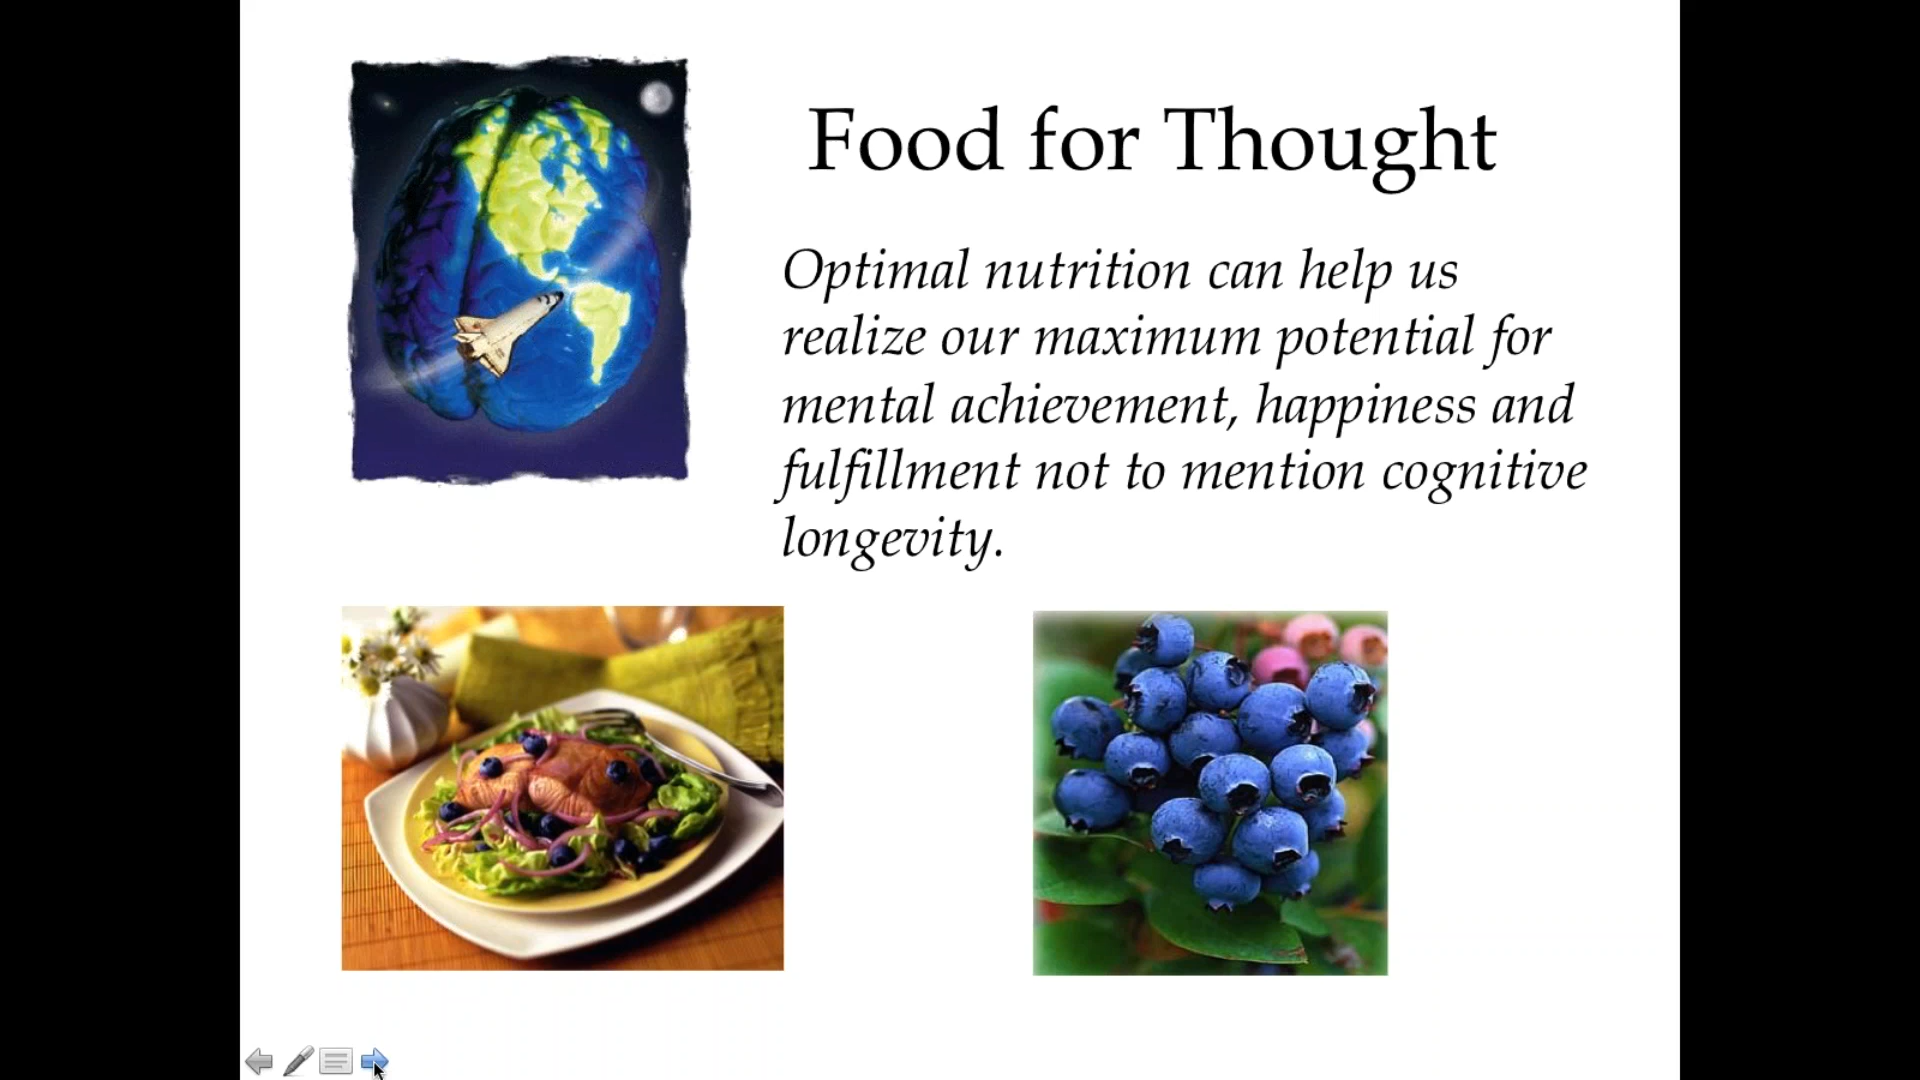 Food for Thought
Optimal nutrition can help us
realize our maximum potential for
mental achievement, happiness and
fulfillment not to mention cognitive
longevity.